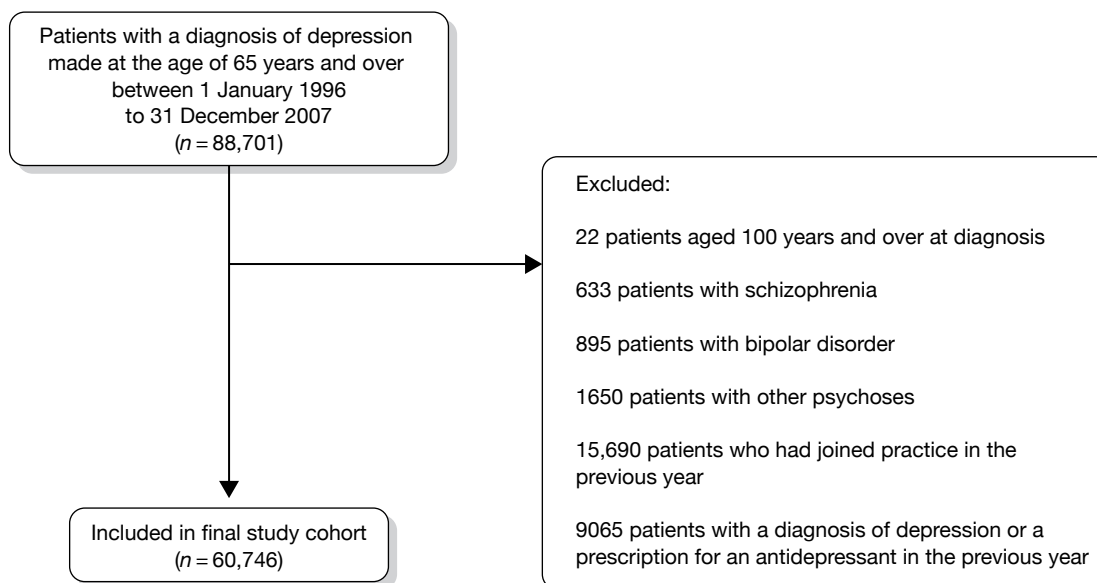 Patients with a diagnosis of depression
made at the age of 65 years and over
between 1 January 1996
to 31 December 2007
(n = 88,701)
Excluded:
22 patients aged 100 years and over at diagnosis
633 patients with schizophrenia
895 patients with bipolar disorder
1650 patients with other psychoses
15,690 patients who had joined practice in the
previous year
9065 patients with a diagnosis of depression or a
prescription for an antidepressant in the previous year
Included in final study cohort
(n = 60,746)